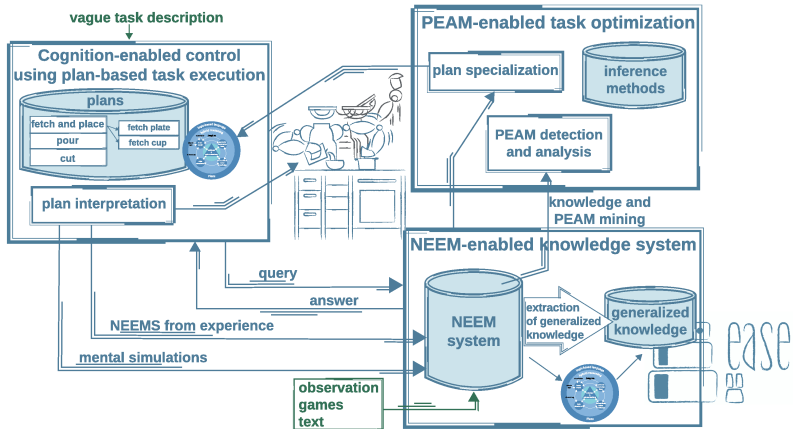 vague task description
Cognition-enabled control
using plan-based task execution
plans
fetch and place
pour
cut
fetch plate
fetch cup
plan interpretation
PEAM-enabled task optimization
plan specialization
inference
methods
PEAM detection
and analysis
knowledge and
PEAM mining
NEEM-enabled knowledge system
query
answer
NEEMS from experience
mental simulations
NEEM
system
extraction
of generalized
knowledge
generalized
knowledge
observation
games
text
ease